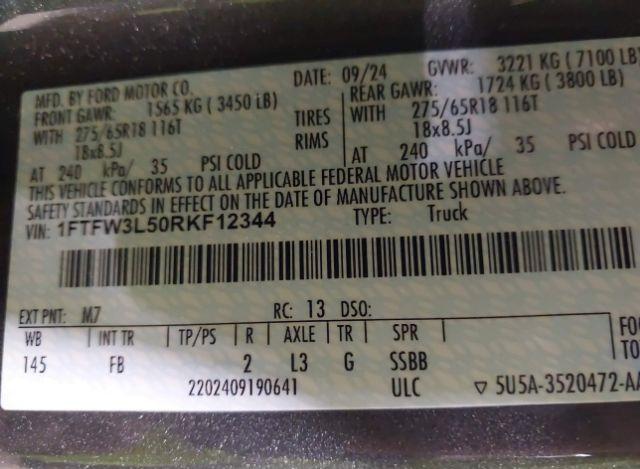 MFD. BY FORD MOTOR CO. DATE: 09/24 GVWR: 3221 KG ( 7100 LB)
FRONT GAWR: 1565 KG ( 3450 LB) REAR GAWR: 1724 KG ( 3800 LB)
WITH 275/65R18 116T TIRES WITH 275/65R18 116T
18x8.5J RIMS 18x8.5J
AT 240 kPa/ 35 PSI COLD AT 240 kPa/ 35 PSI COLD
THIS VEHICLE CONFORMS TO ALL APPLICABLE FEDERAL MOTOR VEHICLE
SAFETY STANDARDS IN EFFECT ON THE DATE OF MANUFACTURE SHOWN ABOVE.
VIN: 1FTFW3L50RKF12344 TYPE: Truck
EXT PNT: M7 RC: 13 DSO:
WB INT TR TP/PS R AXLE TR SPR
145 FB 2 L3 G SSBB
2202409190641 ULC ▽ 5U5A-3520472-AA